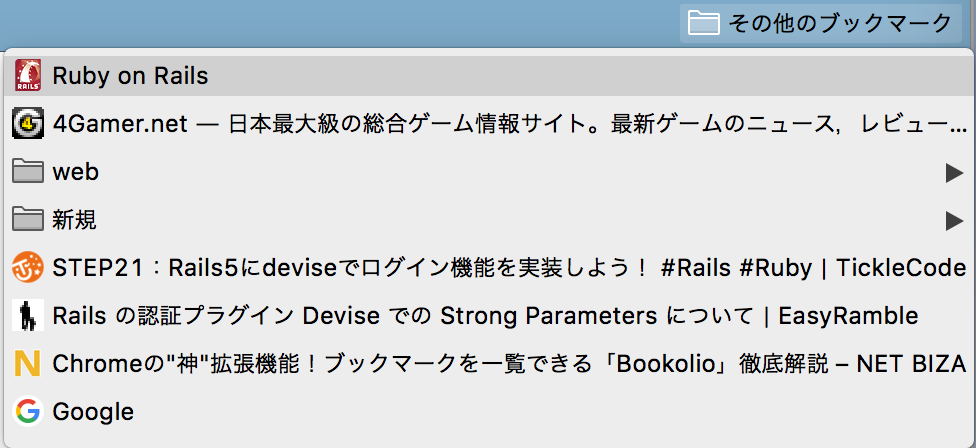 その他のブックマーク
Ruby on Rails
4Gamer.net — 日本最大級の総合ゲーム情報サイト。最新ゲームのニュース，レビュー...
web
新規
STEP21：Rails5にdeviseでログイン機能を実装しよう！ #Rails #Ruby | TickleCode
Rails の認証プラグイン Devise での Strong Parameters について | EasyRamble
Chromeの"神"拡張機能！ブックマークを一覧できる「Bookolio」徹底解説 – NET BIZA
Google